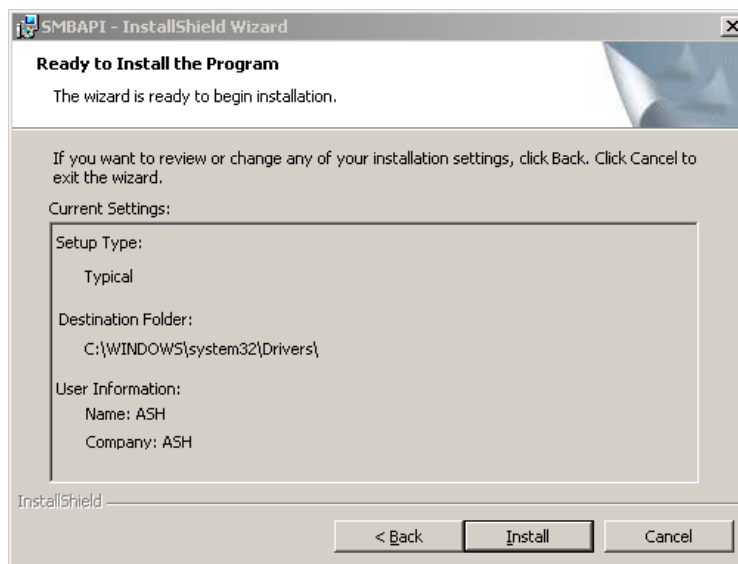 SMBAPI - InstallShield Wizard
Ready to Install the Program
The wizard is ready to begin installation.
If you want to review or change any of your installation settings, click Back. Click Cancel to
exit the wizard.
Current Settings:
Setup Type:
Typical
Destination Folder:
C:\WINDOWS\system32\Drivers\
User Information:
Name: ASH
Company: ASH
InstallShield
< Back
Install
Cancel